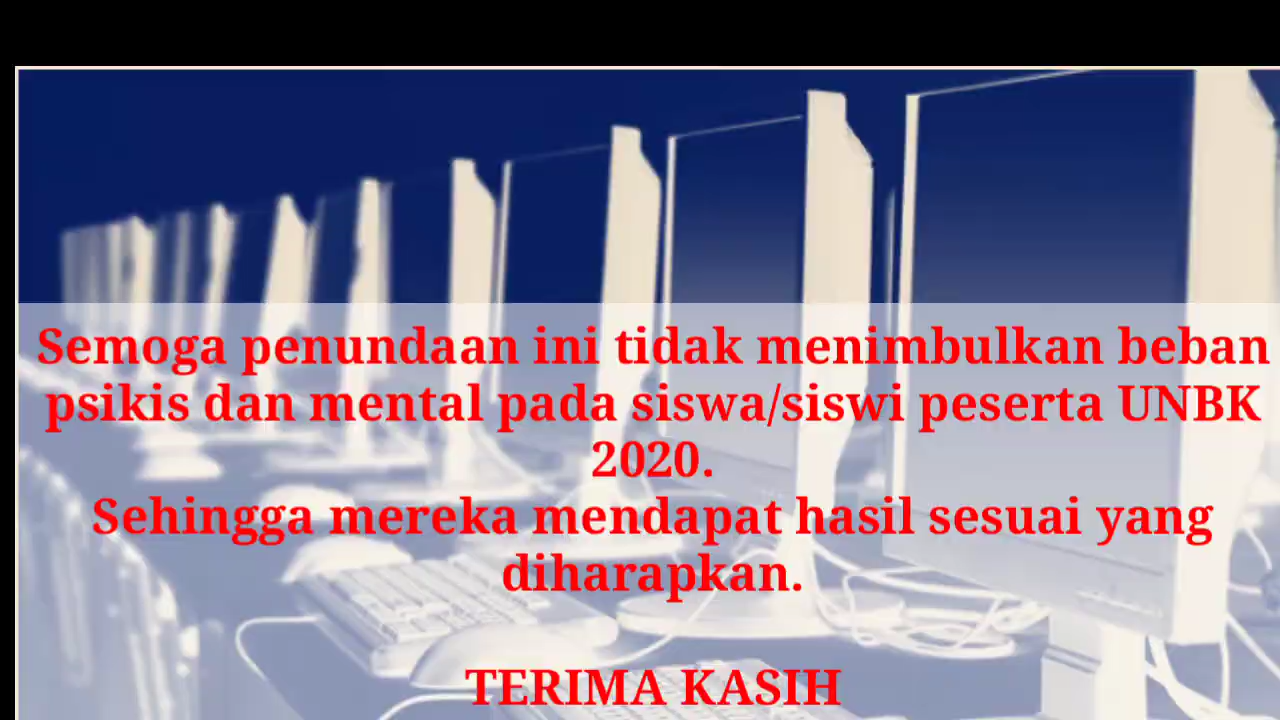 Semoga penundaan ini tidak menimbulkan beban
psikis dan mental pada siswa/siswi peserta UNBK
2020.
Sehingga mereka mendapat hasil sesuai yang
diharapkan.
TERIMA KASIH